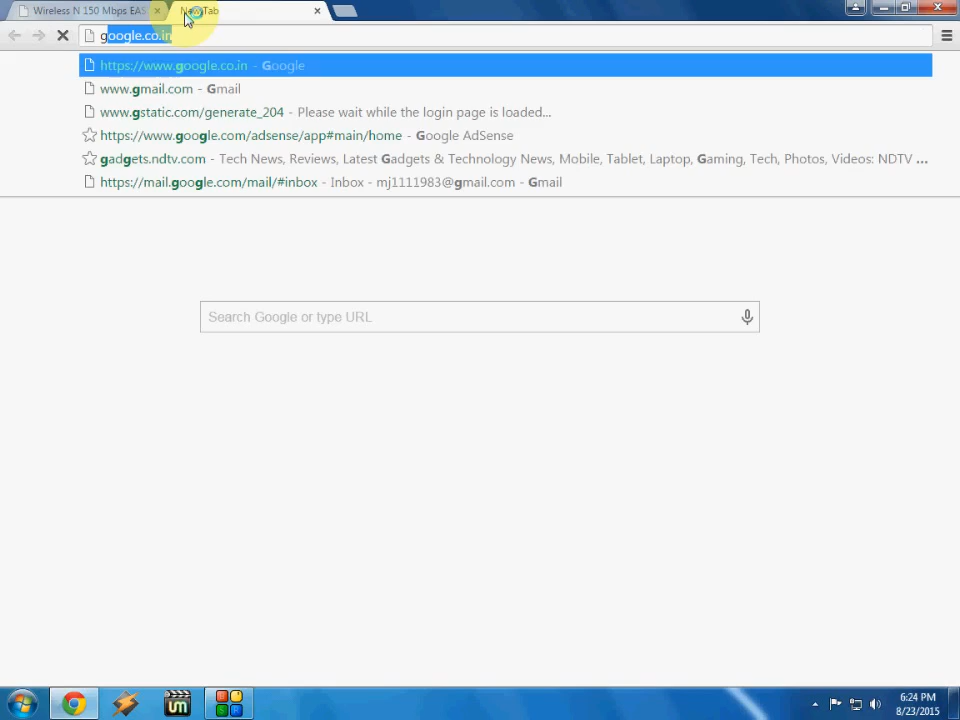 Wireless N 150 Mbps EAS
New Tab
google.co.in
https://www.google.co.in - Google
www.gmail.com - Gmail
www.gstatic.com/generate_204 - Please wait while the login page is loaded...
https://www.google.com/adsense/app#main/home - Google AdSense
gadgets.ndtv.com - Tech News, Reviews, Latest Gadgets & Technology News, Mobile, Tablet, Laptop, Gaming, Tech, Photos, Videos: NDTV ...
https://mail.google.com/mail/#inbox - Inbox - mj1111983@gmail.com - Gmail
Search Google or type URL
6:24 PM
8/23/2015